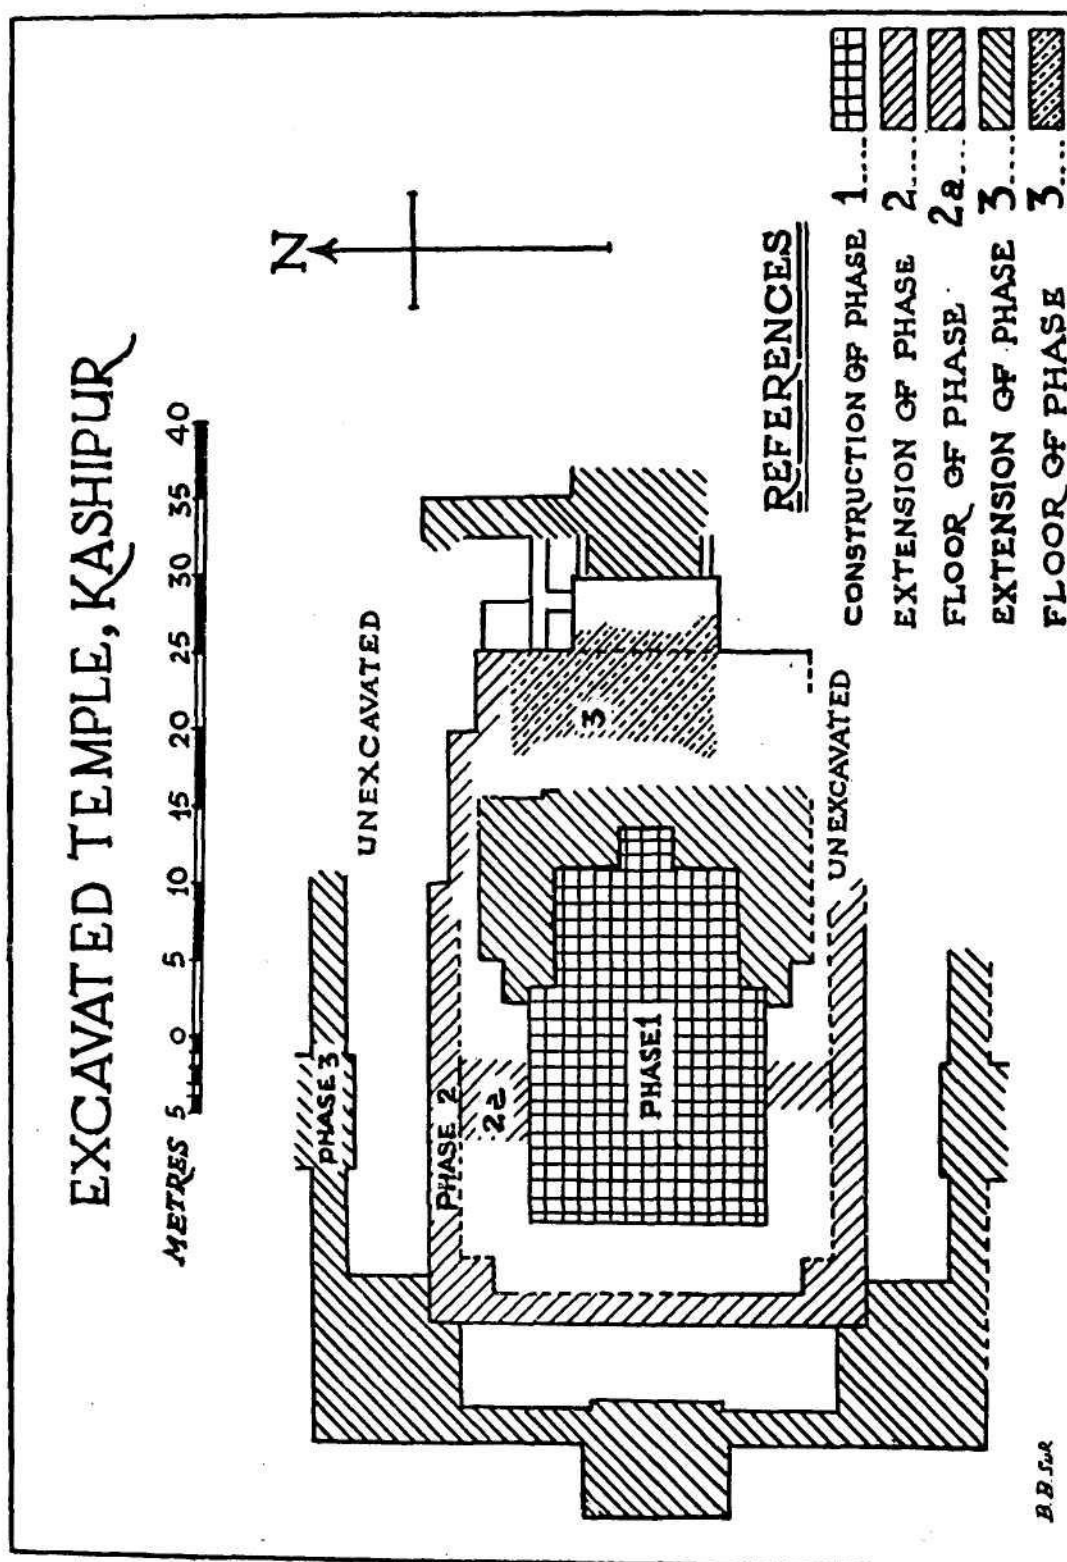 EXCAVATED TEMPLE, KASHIPUR
METRES 5 0 5 10 15 20 25 30 35 40
N
UNEXCAVATED
PHASE 3
PHASE 2
2a
PHASE 1
3
UNEXCAVATED
REFERENCES
CONSTRUCTION OF PHASE 1....
EXTENSION OF PHASE 2.....
FLOOR OF PHASE 2a....
EXTENSION OF PHASE 3.....
FLOOR OF PHASE 3....
B.B.SUR